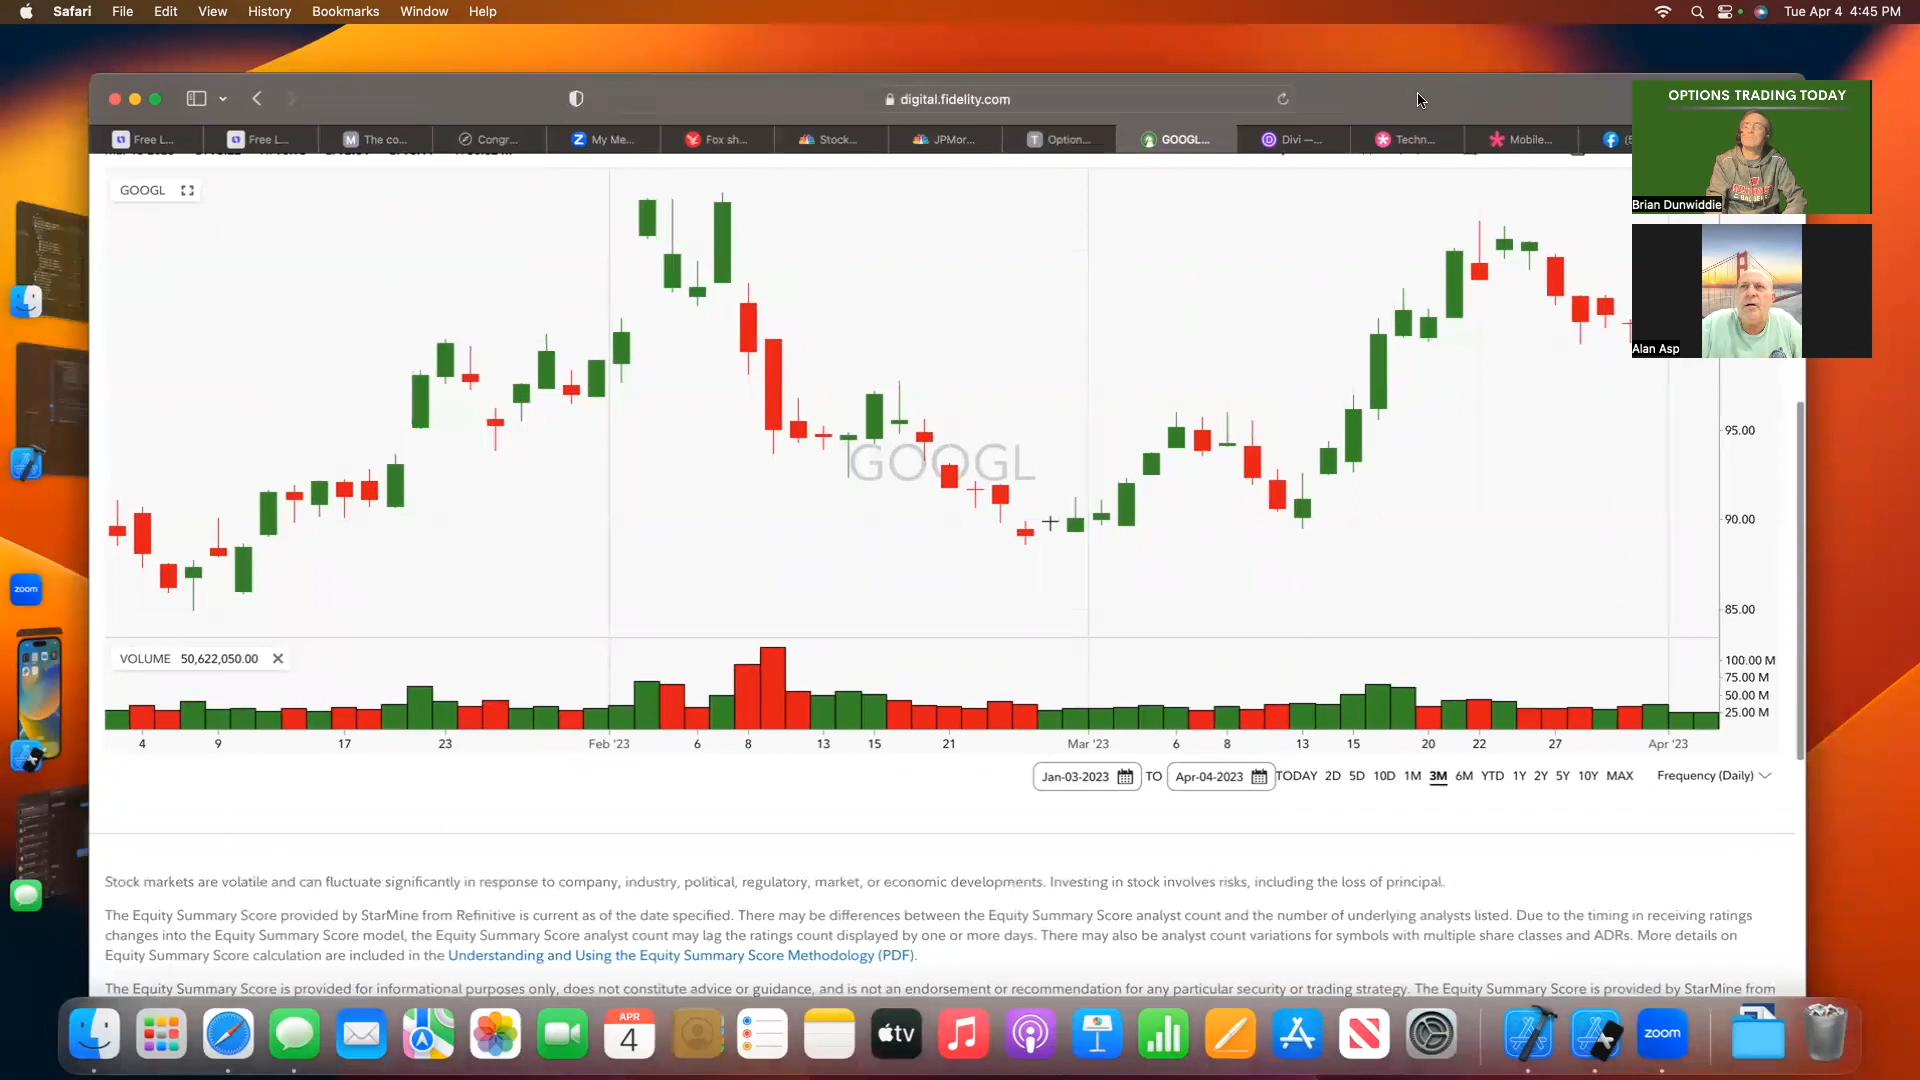 Safari File Edit View History Bookmarks Window Help
Tue Apr 4 4:45 PM
digital.fidelity.com
OPTIONS TRADING TODAY
Free L... Free L... The co... Congr... My Me... Fox sh... Stock... JPMor... Option... GOOGL... Divi —... Techn... Mobile...
Brian Dunwiddie
GOOGL
Alan Asp
95.00
GOOGL
90.00
zoom
85.00
VOLUME 50,622,050.00
100.00 M
75.00 M
50.00 M
25.00 M
4 9 17 23 Feb '23 6 8 13 15 21 Mar '23 6 8 13 15 20 22 27 Apr '23
Jan-03-2023 TO Apr-04-2023 TODAY 2D 5D 10D 1M 3M 6M YTD 1Y 2Y 5Y 10Y MAX Frequency (Daily)
Stock markets are volatile and can fluctuate significantly in response to company, industry, political, regulatory, market, or economic developments. Investing in stock involves risks, including the loss of principal.
The Equity Summary Score provided by StarMine from Refinitive is current as of the date specified. There may be differences between the Equity Summary Score analyst count and the number of underlying analysts listed. Due to the timing in receiving ratings
changes into the Equity Summary Score model, the Equity Summary Score analyst count may lag the ratings count displayed by one or more days. There may also be analyst count variations for symbols with multiple share classes and ADRs. More details on
Equity Summary Score calculation are included in the Understanding and Using the Equity Summary Score Methodology (PDF).
The Equity Summary Score is provided for informational purposes only, does not constitute advice or guidance, and is not an endorsement or recommendation for any particular security or trading strategy. The Equity Summary Score is provided by StarMine from
APR
4
tv
zoom